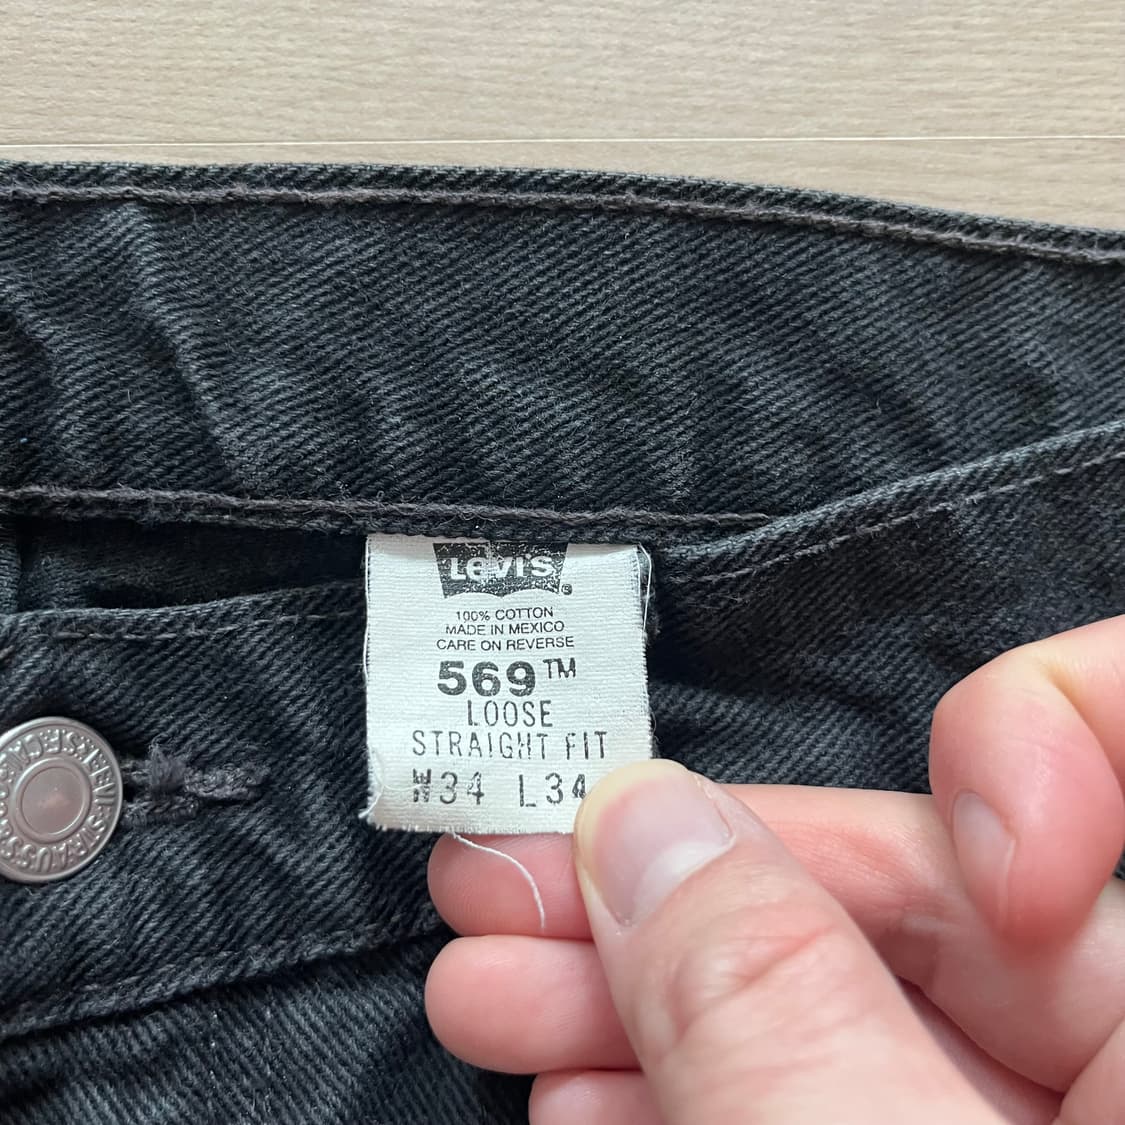 Levi's
100% COTTON
MADE IN MEXICO
CARE ON REVERSE
569™
LOOSE
STRAIGHT FIT
W34 L34